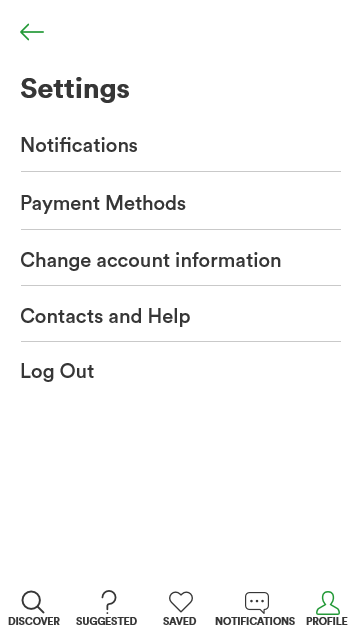 Settings
Notifications
Payment Methods
Change account information
Contacts and Help
Log Out
DISCOVER SUGGESTED SAVED NOTIFICATIONS PROFILE